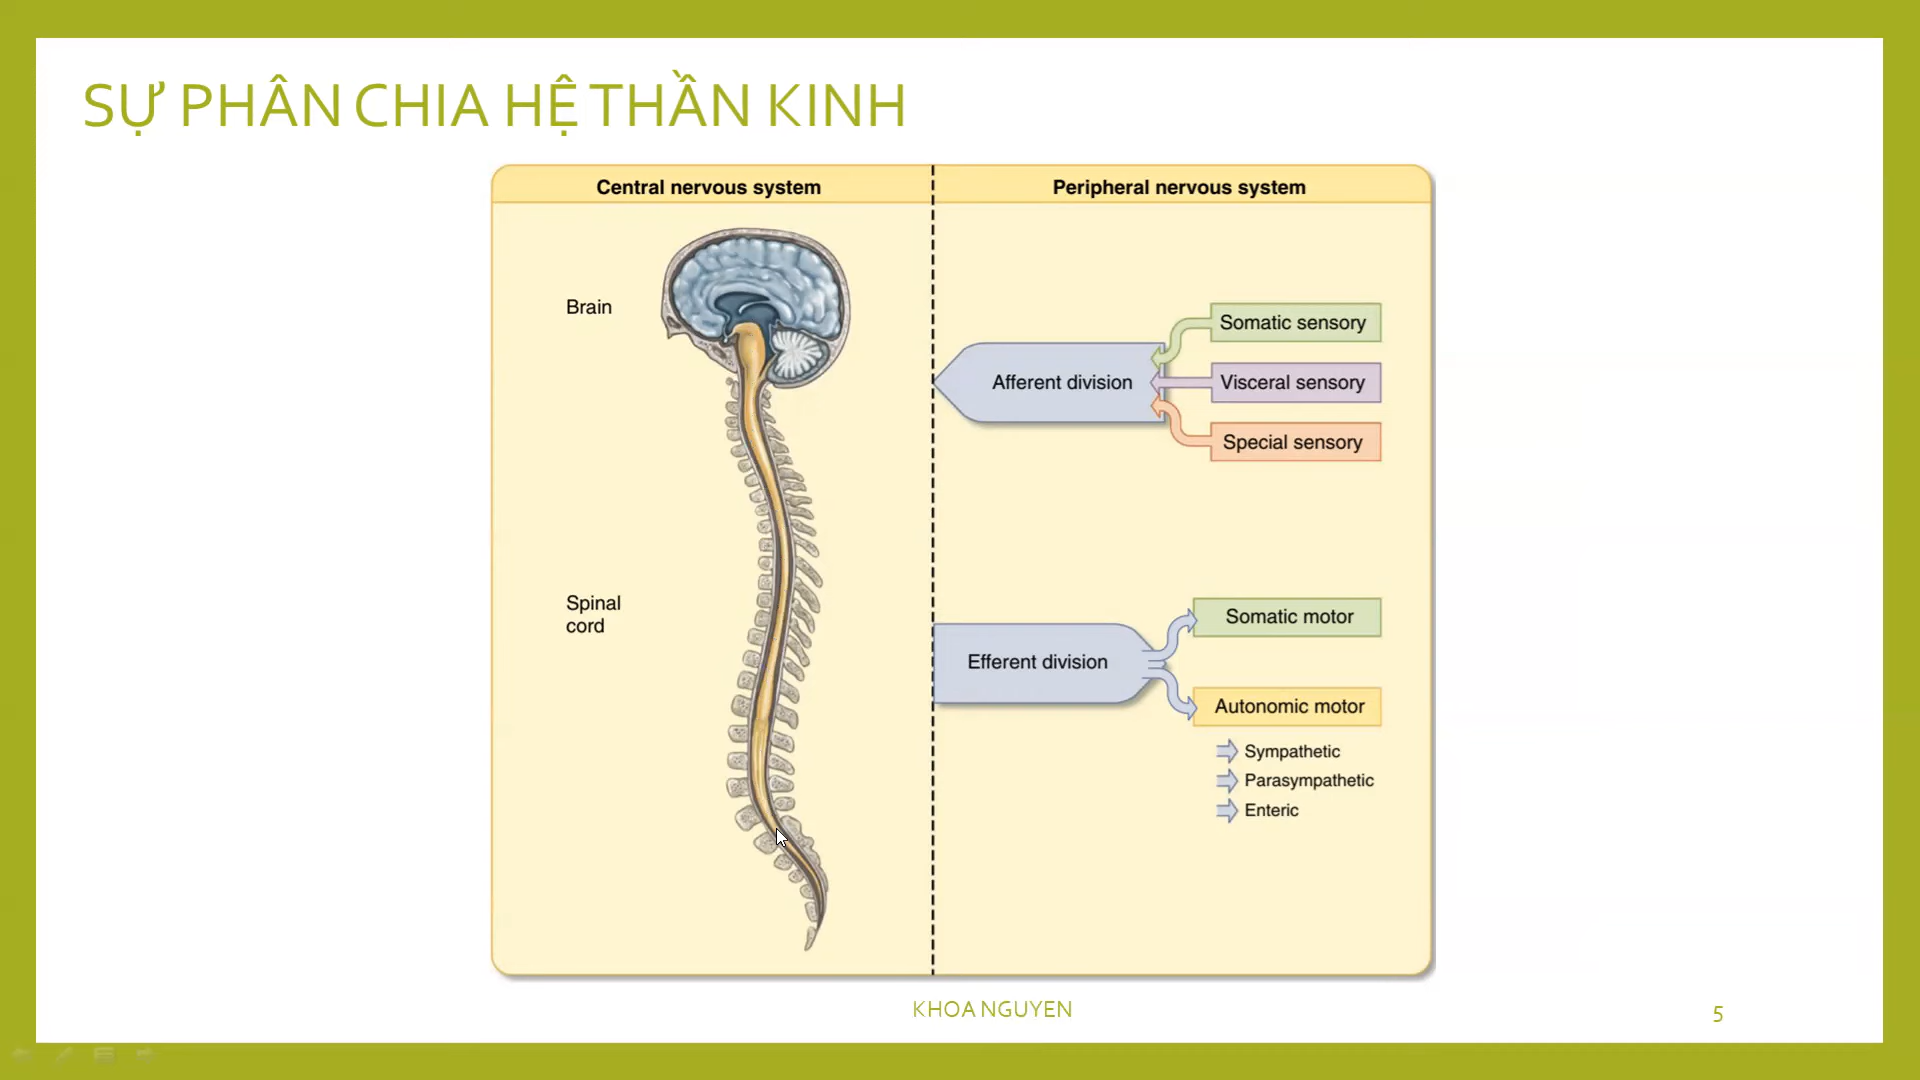 SỰ PHÂN CHIA HỆ THẦN KINH
Central nervous system
Peripheral nervous system
Brain
Spinal
cord
Afferent division
Somatic sensory
Visceral sensory
Special sensory
Efferent division
Somatic motor
Autonomic motor
Sympathetic
Parasympathetic
Enteric
KHOA NGUYEN
5